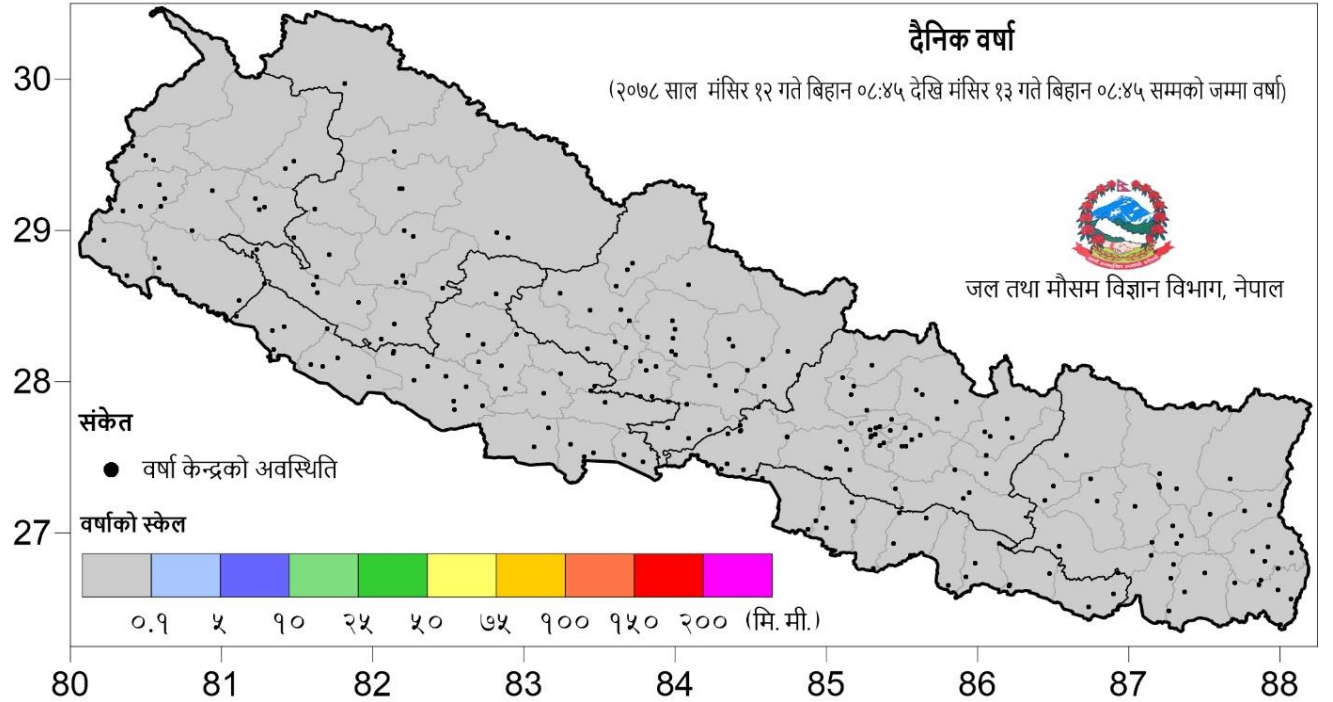 दैनिक वर्षा
(२०७८ साल मंसिर १२ गते बिहान ०८:४५ देखि मंसिर १३ गते बिहान ०८:४५ सम्मको जम्मा वर्षा)
जल तथा मौसम विज्ञान विभाग, नेपाल
30
29
28
27
संकेत
वर्षा केन्द्रको अवस्थिति
वर्षाको स्केल
०.१ ५ १० २५ ५० ७५ १०० १५० २०० (मि.मी.)
80 81 82 83 84 85 86 87 88